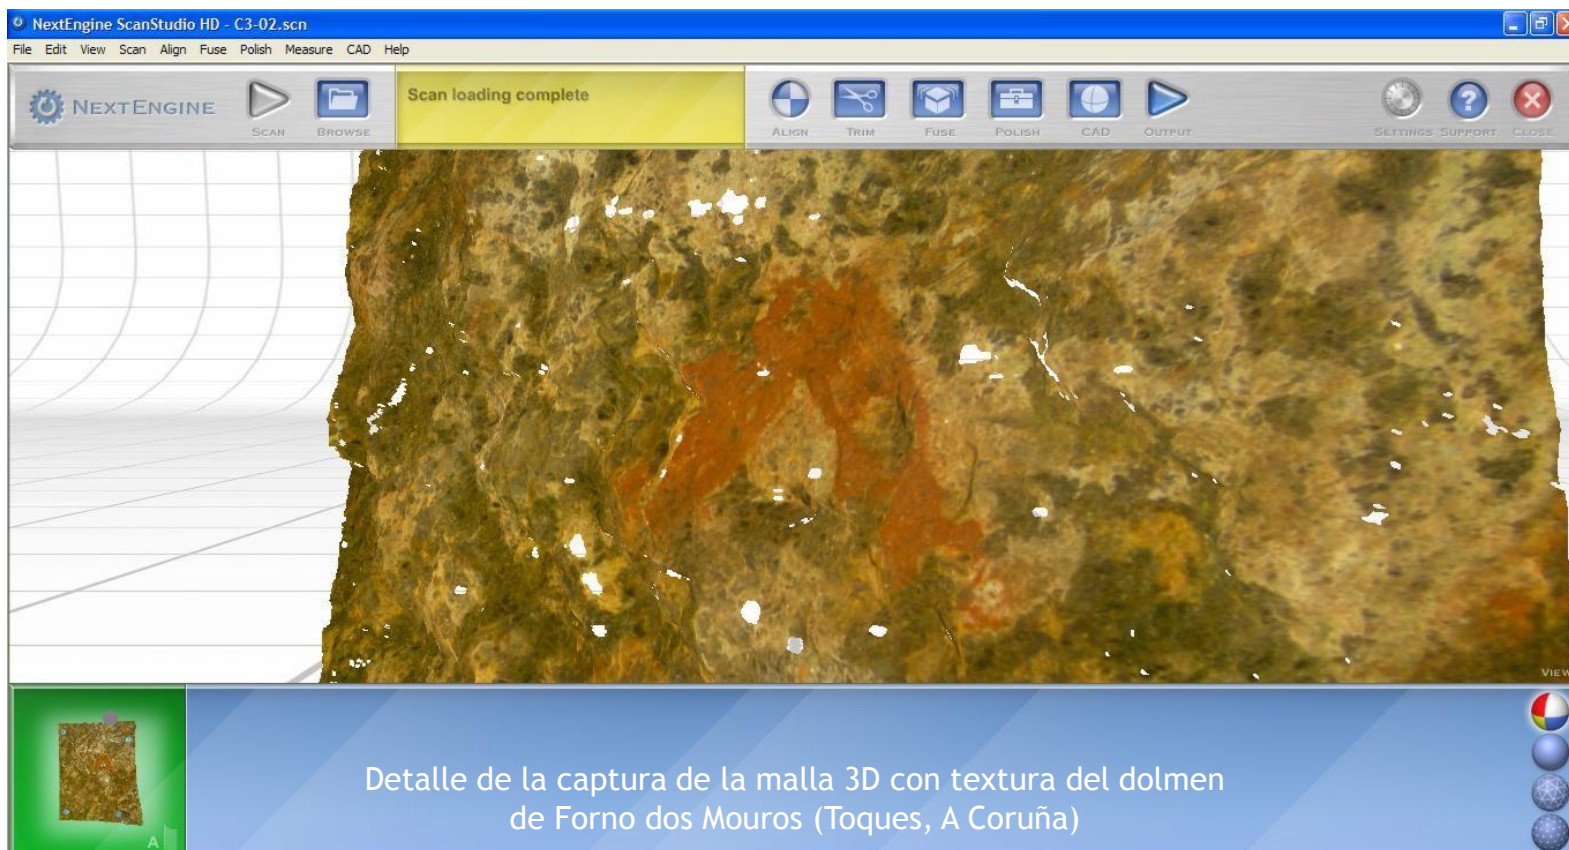 NextEngine ScanStudio HD - C3-02.scn
File Edit View Scan Align Fuse Polish Measure CAD Help
NEXTENGINE
SCAN
BROWSE
Scan loading complete
ALIGN
TRIM
FUSE
POLISH
CAD
OUTPUT
SETTINGS
SUPPORT
CLOSE
VIEW
A
Detalle de la captura de la malla 3D con textura del dolmen
de Forno dos Mouros (Toques, A Coruña)